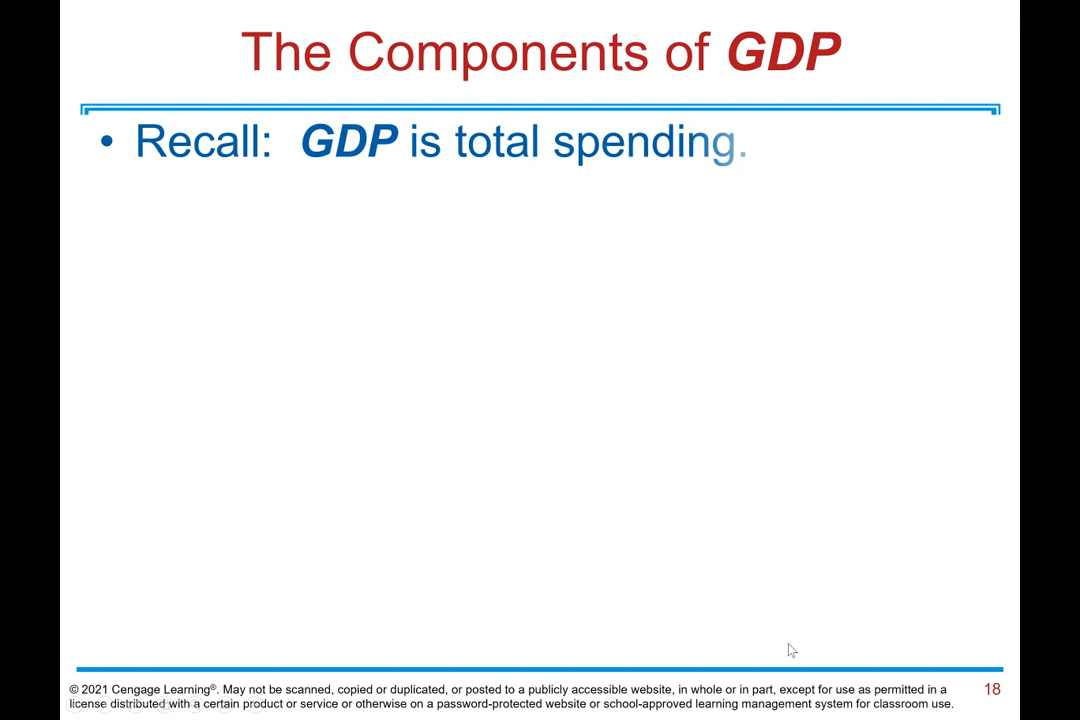 The Components of GDP
• Recall: GDP is total spending.
© 2021 Cengage Learning®. May not be scanned, copied or duplicated, or posted to a publicly accessible website, in whole or in part, except for use as permitted in a
license distributed with a certain product or service or otherwise on a password-protected website or school-approved learning management system for classroom use.
18